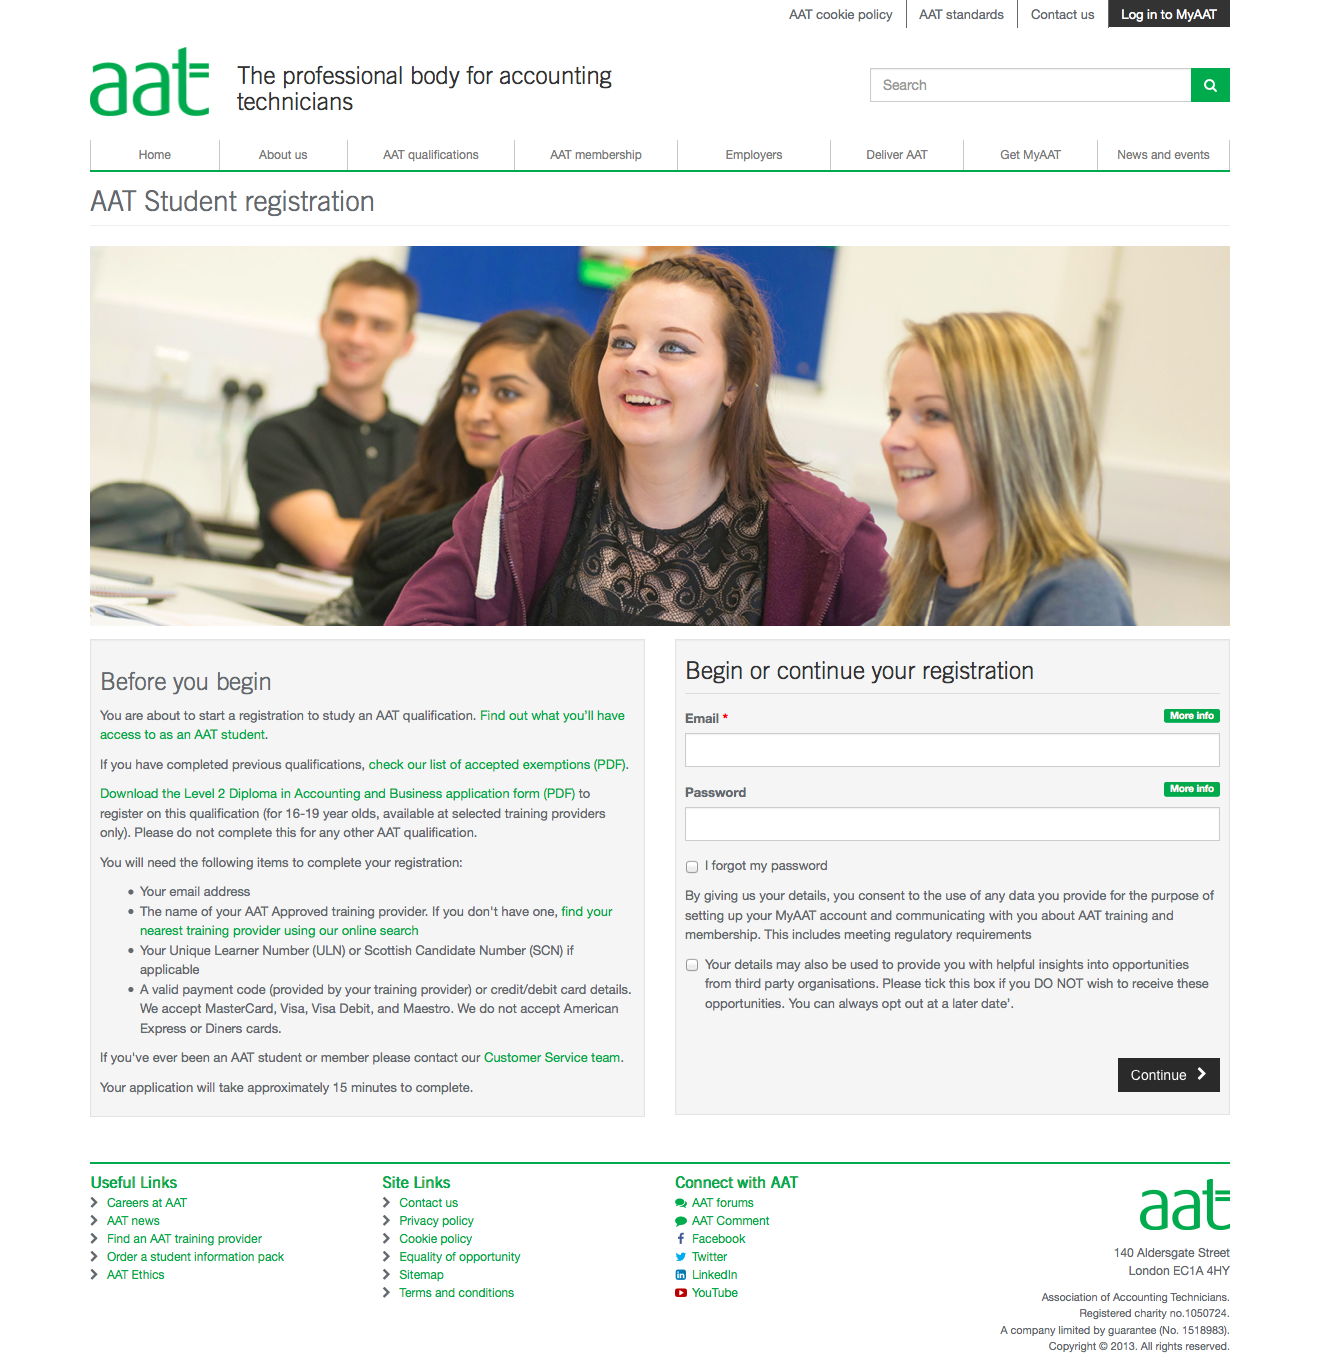 AAT cookie policy
AAT standards
Contact us
Log in to MyAAT
aat
The professional body for accounting
technicians
Search
Home
About us
AAT qualifications
AAT membership
Employers
Deliver AAT
Get MyAAT
News and events
AAT Student registration
Before you begin
You are about to start a registration to study an AAT qualification. Find out what you'll have
access to as an AAT student.
If you have completed previous qualifications, check our list of accepted exemptions (PDF).
Download the Level 2 Diploma in Accounting and Business application form (PDF) to
register on this qualification (for 16-19 year olds, available at selected training providers
only). Please do not complete this for any other AAT qualification.
You will need the following items to complete your registration:
• Your email address
• The name of your AAT Approved training provider. If you don't have one, find your
nearest training provider using our online search
• Your Unique Learner Number (ULN) or Scottish Candidate Number (SCN) if
applicable
• A valid payment code (provided by your training provider) or credit/debit card details.
We accept MasterCard, Visa, Visa Debit, and Maestro. We do not accept American
Express or Diners cards.
If you've ever been an AAT student or member please contact our Customer Service team.
Your application will take approximately 15 minutes to complete.
Begin or continue your registration
Email *
More info
Password
More info
I forgot my password
By giving us your details, you consent to the use of any data you provide for the purpose of
setting up your MyAAT account and communicating with you about AAT training and
membership. This includes meeting regulatory requirements
Your details may also be used to provide you with helpful insights into opportunities
from third party organisations. Please tick this box if you DO NOT wish to receive these
opportunities. You can always opt out at a later date'.
Continue
Useful Links
Careers at AAT
AAT news
Find an AAT training provider
Order a student information pack
AAT Ethics
Site Links
Contact us
Privacy policy
Cookie policy
Equality of opportunity
Sitemap
Terms and conditions
Connect with AAT
AAT forums
AAT Comment
Facebook
Twitter
LinkedIn
YouTube
aat
140 Aldersgate Street
London EC1A 4HY
Association of Accounting Technicians.
Registered charity no.1050724.
A company limited by guarantee (No. 1518983).
Copyright © 2013. All rights reserved.